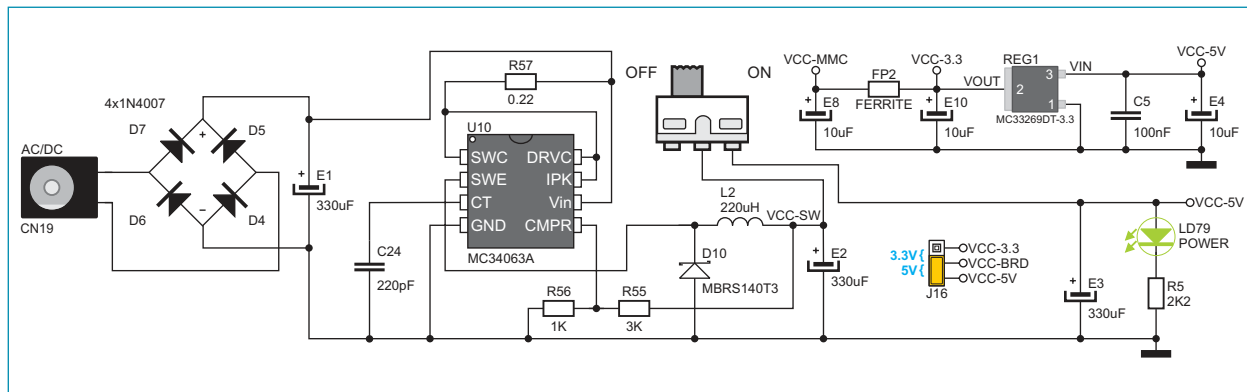 4x1N4007
D7
D5
AC/DC
CN19
D6
D4
+
−
+
E1
330uF
C24
220pF
R57
0.22
U10
SWC
SWE
CT
GND
DRVC
IPK
Vin
CMPR
MC34063A
R56
1K
R55
3K
OFF
ON
L2
220uH
VCC-SW
D10
MBRS140T3
+
E2
330uF
VCC-MMC
FP2
FERRITE
VCC-3.3
+
E8
10uF
+
E10
10uF
VOUT
REG1
3
2
1
MC33269DT-3.3
VIN
VCC-5V
C5
100nF
+
E4
10uF
3.3V {
5V {
VCC-3.3
VCC-BRD
VCC-5V
J16
+
E3
330uF
VCC-5V
LD79
POWER
R5
2K2